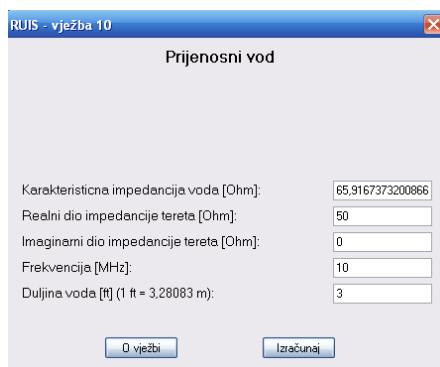 RUIS - vježba 10
Prijenosni vod
Karakteristicna impedancija voda [Ohm]: 65,9167373200866
Realni dio impedancije tereta [Ohm]: 50
Imaginarni dio impedancije tereta [Ohm]: 0
Frekvencija [MHz]: 10
Duljina voda [ft] (1 ft = 3,28083 m): 3
O vježbi Izračunaj